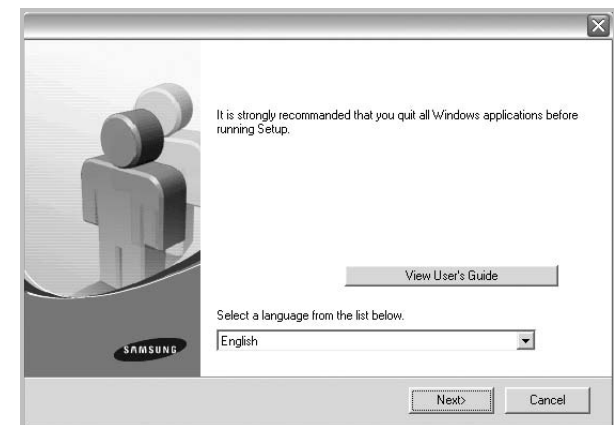 It is strongly recommanded that you quit all Windows applications before
running Setup.
View User's Guide
Select a language from the list below.
English
SAMSUNG
Next>
Cancel